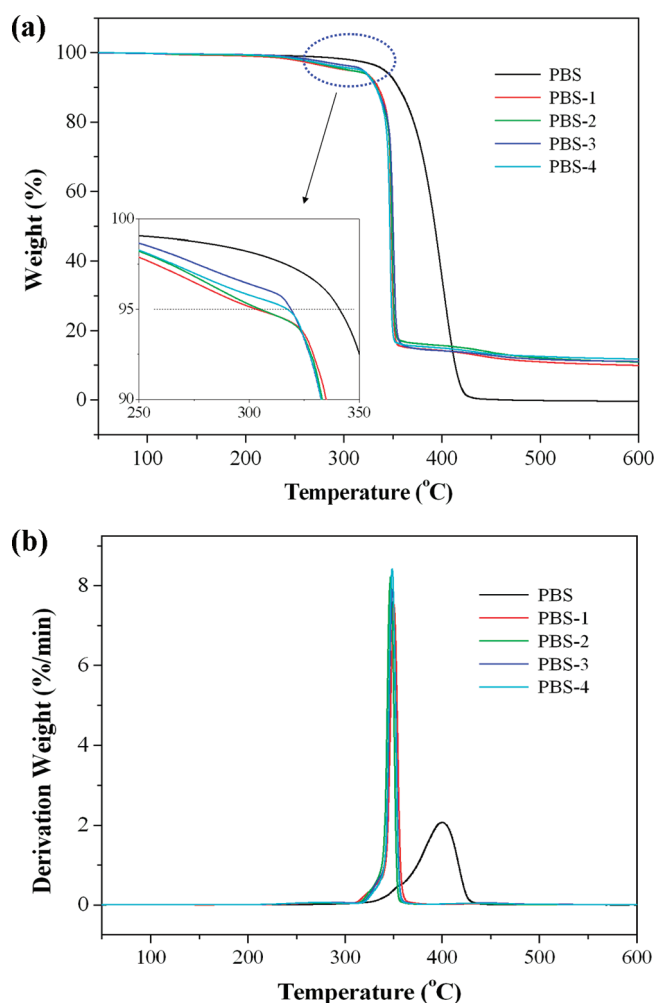 (a)
100
80
60
40
20
0
Weight (%)
PBS
PBS-1
PBS-2
PBS-3
PBS-4
100
95
90
250
300
350
100
200
300
400
500
600
Temperature (°C)
(b)
8
6
4
2
0
Derivation Weight (%/min)
PBS
PBS-1
PBS-2
PBS-3
PBS-4
100
200
300
400
500
600
Temperature (°C)